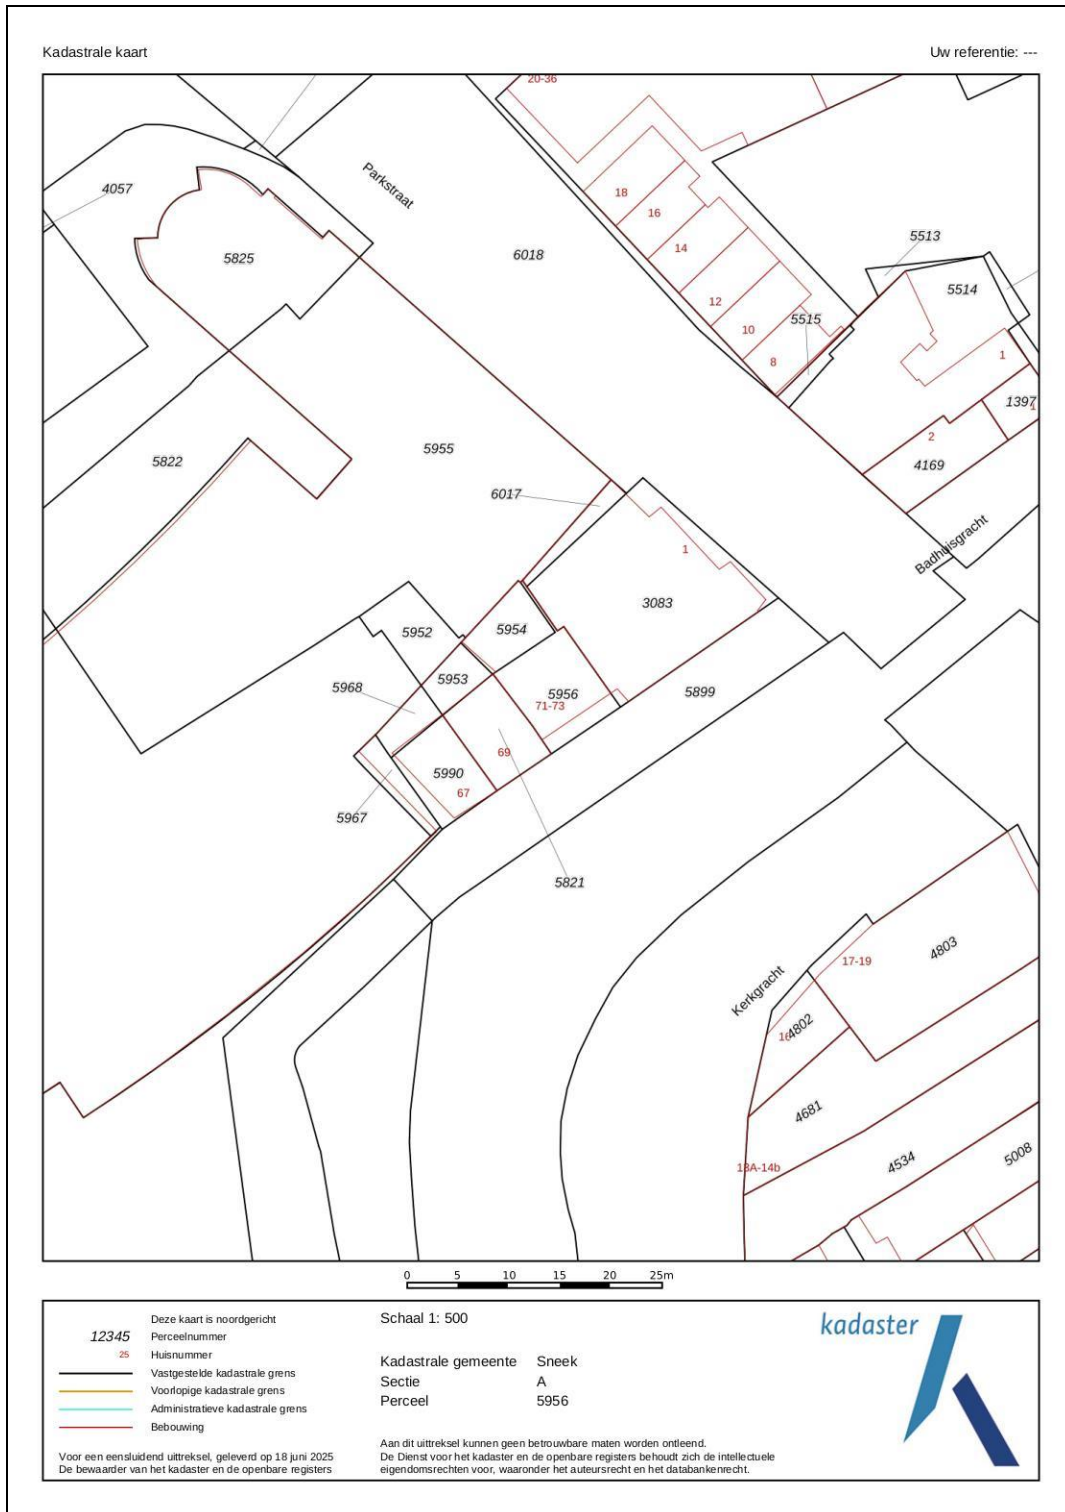 Kadastrale kaart
Uw referentie: ---
20-36
Parkstraat
4057
18
16
5825
6018
14
5513
5514
12
5515
10
8
1
1397
1
2
5955
5822
4169
6017
Badhuisgracht
1
3083
5952
5954
5968
5953
5956
5899
71-73
69
5990
67
5967
5821
4803
17-19
Kerkgracht
4802
4681
13A-14b
4534
5008
0 5 10 15 20 25m
Deze kaart is noordgericht
12345 Perceelnummer
25 Huisnummer
Vastgestelde kadastrale grens
Voorlopige kadastrale grens
Administratieve kadastrale grens
Bebouwing
Voor een eensluidend uittreksel, geleverd op 18 juni 2025
De bewaarder van het kadaster en de openbare registers
Schaal 1: 500
Kadastrale gemeente Sneek
Sectie A
Perceel 5956
Aan dit uittreksel kunnen geen betrouwbare maten worden ontleend.
De Dienst voor het kadaster en de openbare registers behoudt zich de intellectuele
eigendomsrechten voor, waaronder het auteursrecht en het databankenrecht.
kadaster